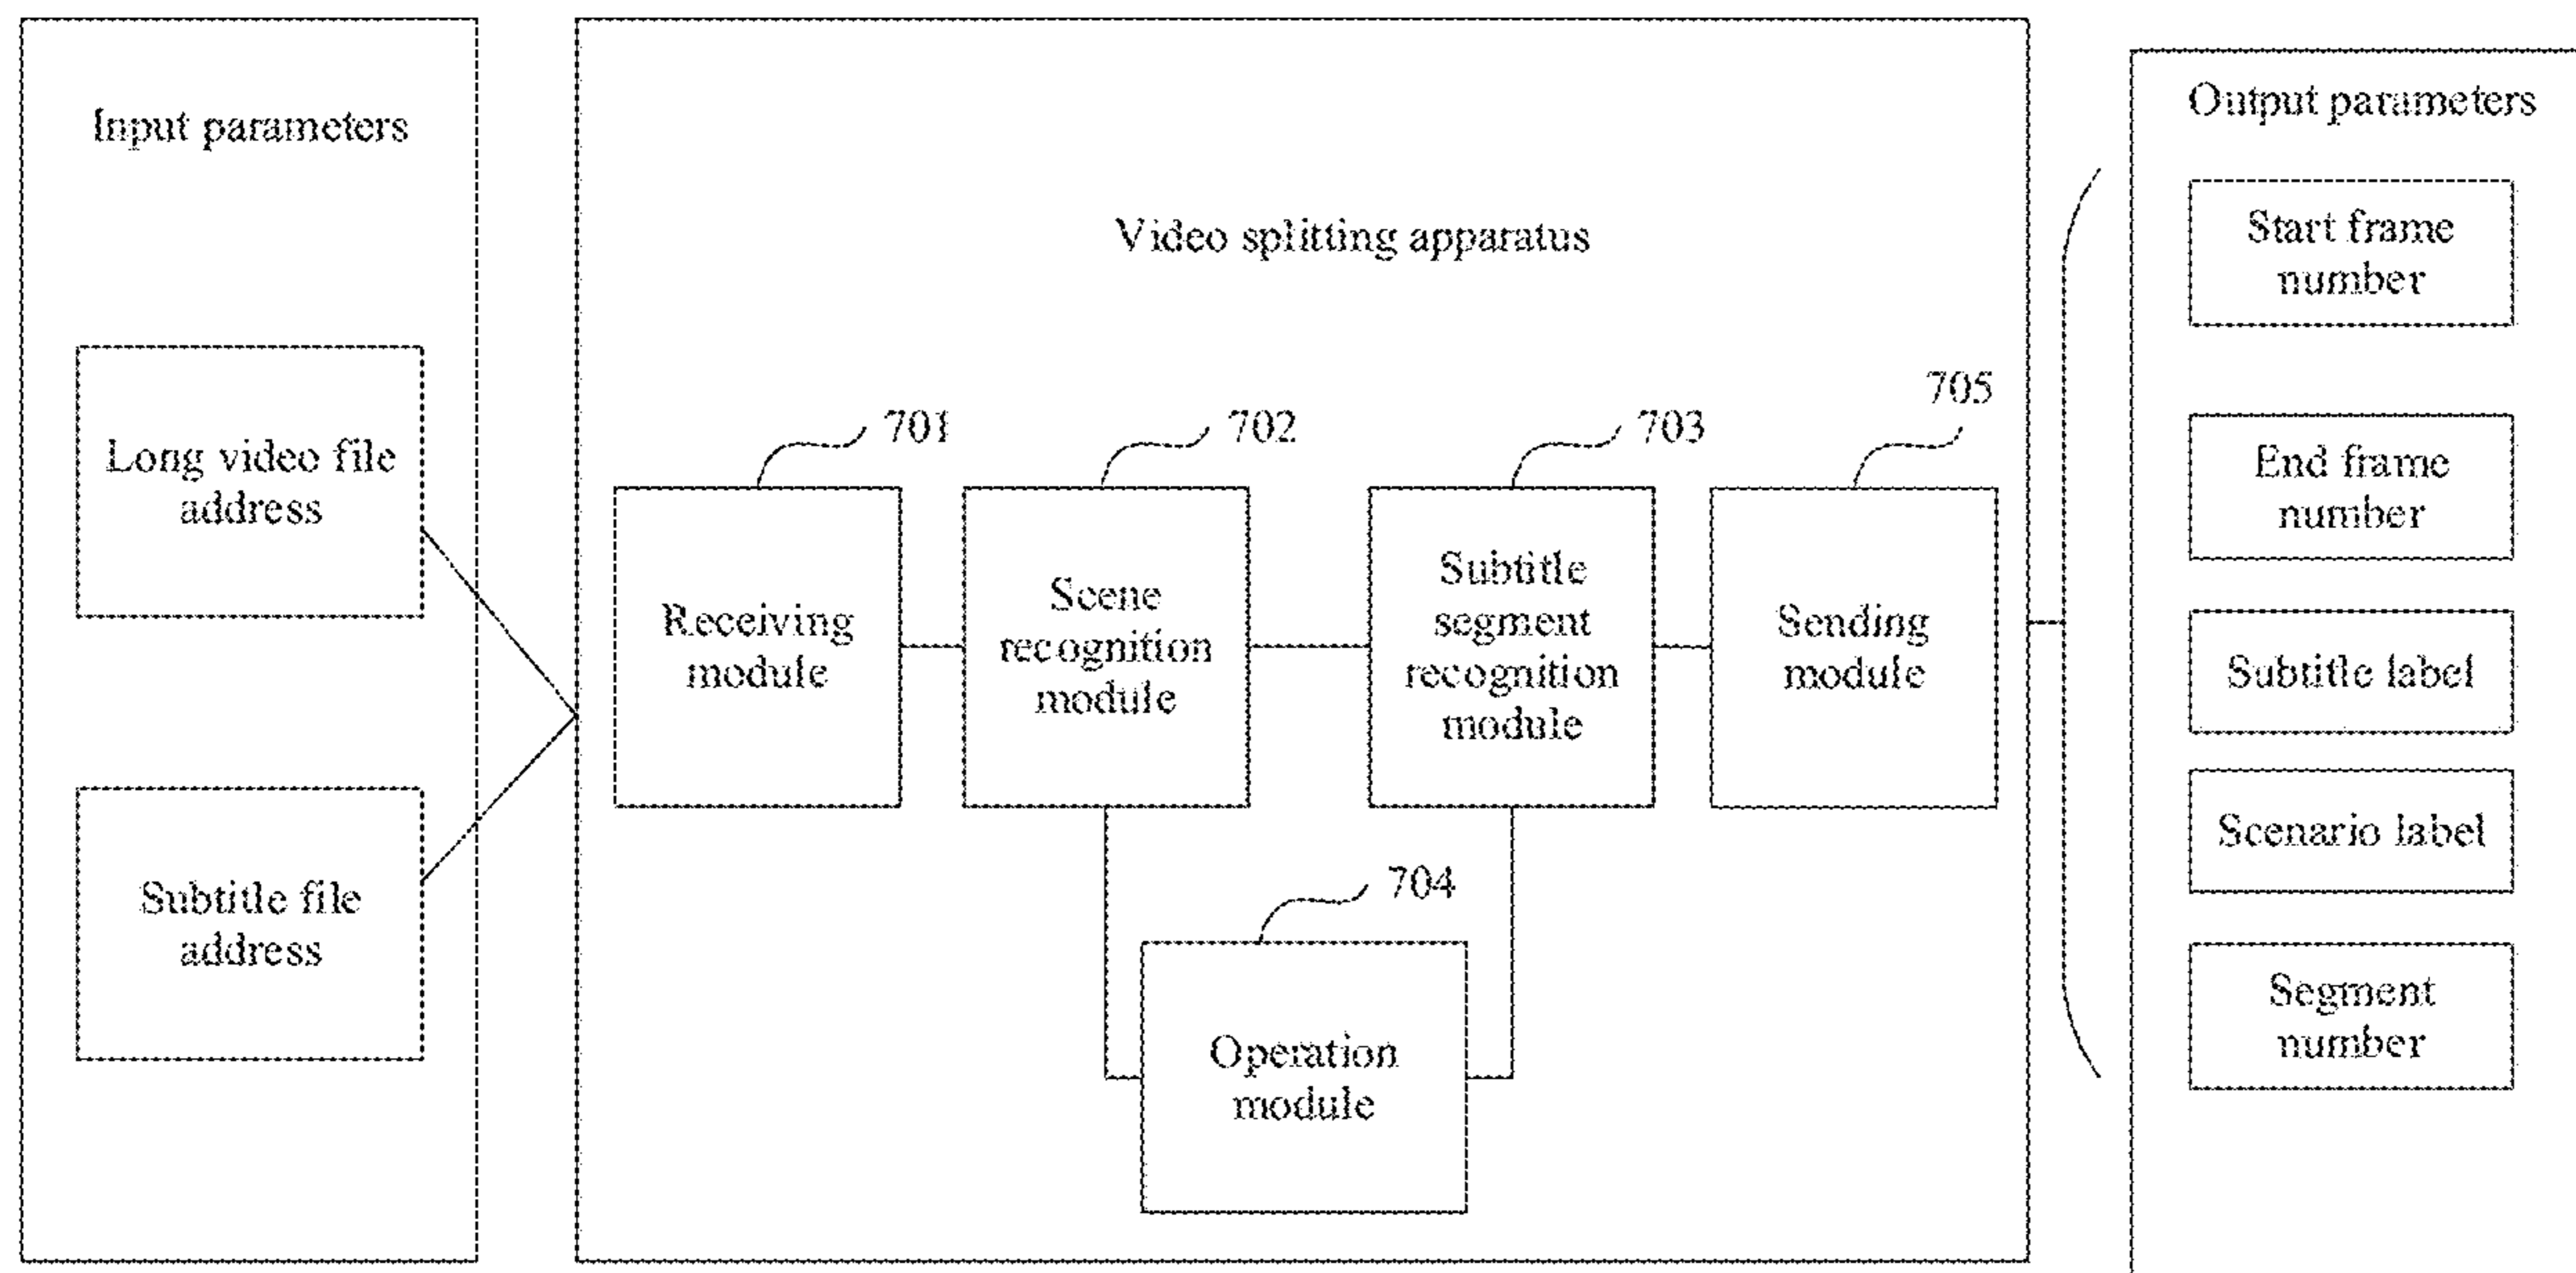 Input parameters
Long video file
address
Subtitle file
address
Video splitting apparatus
701
Receiving
module
702
Scene
recognition
module
703
Subtitle
segment
recognition
module
705
Sending
module
704
Operation
module
Output parameters
Start frame
number
End frame
number
Subtitle label
Scenario label
Segment
number